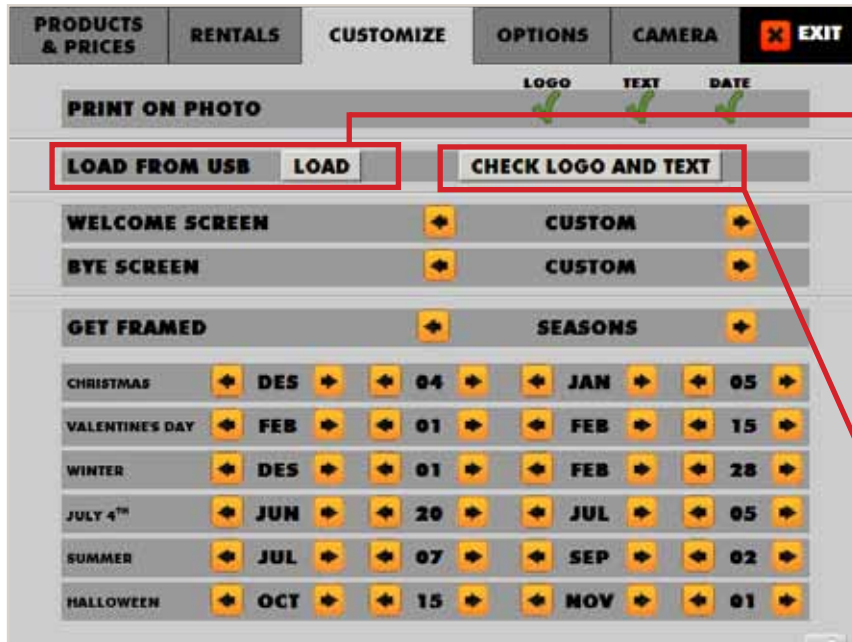 PRODUCTS & PRICES RENTALS CUSTOMIZE OPTIONS CAMERA X EXIT
LOGO TEXT DATE
PRINT ON PHOTO
LOAD FROM USB LOAD CHECK LOGO AND TEXT
WELCOME SCREEN CUSTOM
BYE SCREEN CUSTOM
GET FRAMED SEASONS
CHRISTMAS DES 04 JAN 05
VALENTINE'S DAY FEB 01 FEB 15
WINTER DES 01 FEB 28
JULY 4TH JUN 20 JUL 05
SUMMER JUL 07 SEP 02
HALLOWEEN OCT 15 NOV 01